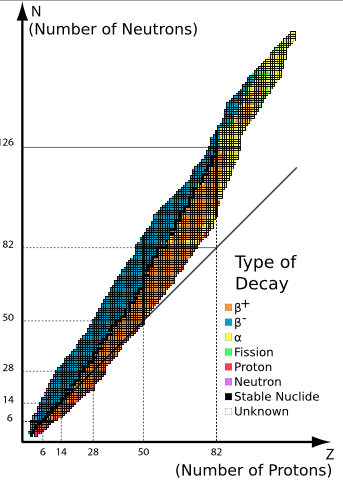 N
(Number of Neutrons)
126
82
50
28
14
6
Type of
Decay
β+
β-
α
Fission
Proton
Neutron
Stable Nuclide
Unknown
6 14 28 50 82 Z
(Number of Protons)